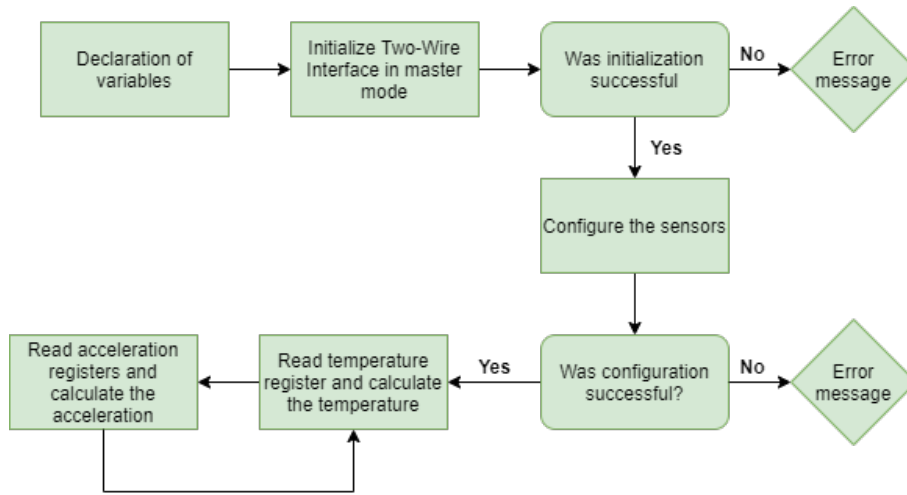 Declaration of
variables
Initialize Two-Wire
Interface in master
mode
Was initialization
successful
No
Error
message
Yes
Configure the sensors
Was configuration
successful?
No
Error
message
Yes
Read temperature
register and calculate
the temperature
Read acceleration
registers and
calculate the
acceleration